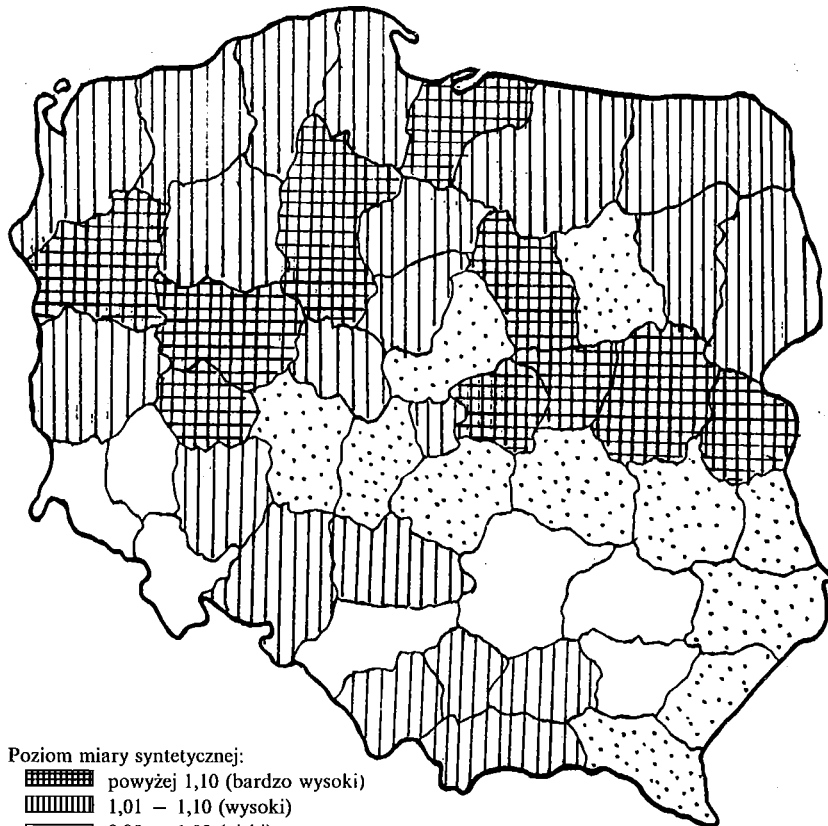 Poziom miary syntetycznej:
powyżej 1,10 (bardzo wysoki)
1,01 – 1,10 (wysoki)